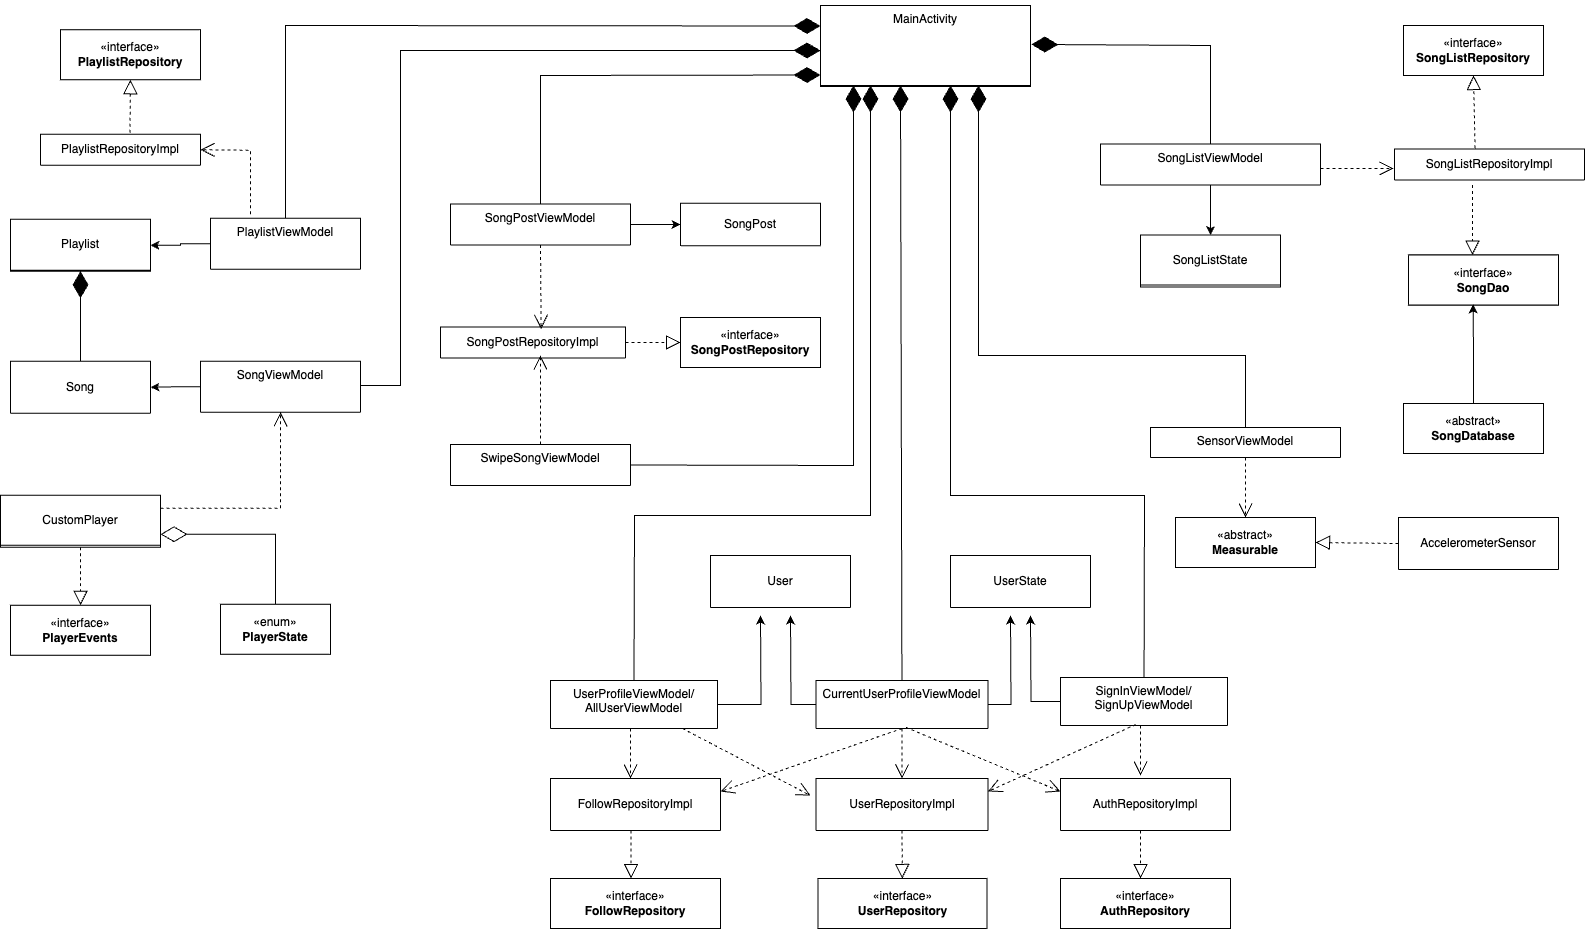 MainActivity
«interface»
PlaylistRepository
«interface»
SongListRepository
PlaylistRepositoryImpl
SongListViewModel
SongListRepositoryImpl
Playlist
PlaylistViewModel
SongPostViewModel
SongPost
SongListState
«interface»
SongDao
SongPostRepositoryImpl
«interface»
SongPostRepository
Song
SongViewModel
«abstract»
SongDatabase
SwipeSongViewModel
SensorViewModel
CustomPlayer
«abstract»
Measurable
AccelerometerSensor
User
UserState
«interface»
PlayerEvents
«enum»
PlayerState
UserProfileViewModel/
AllUserViewModel
CurrentUserProfileViewModel
SignInViewModel/
SignUpViewModel
FollowRepositoryImpl
UserRepositoryImpl
AuthRepositoryImpl
«interface»
FollowRepository
«interface»
UserRepository
«interface»
AuthRepository